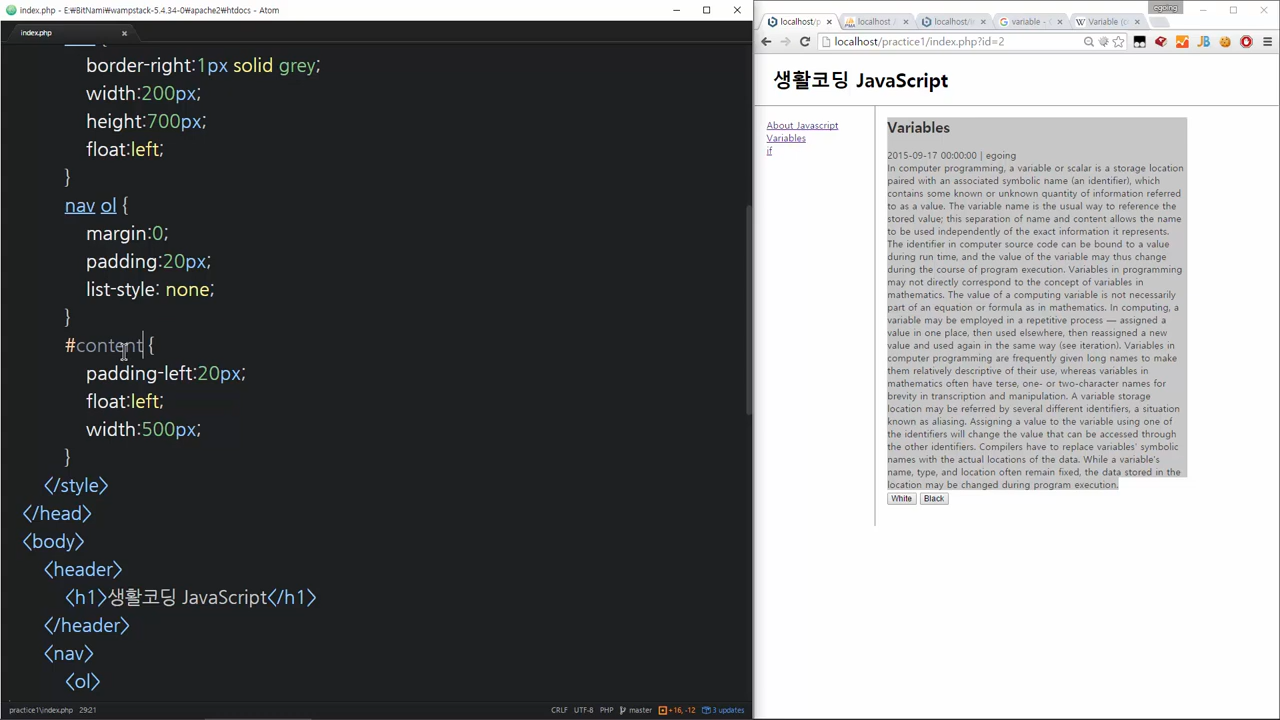 index.php - E:₩BitNami₩wampstack-5.4.34-0₩apache2₩htdocs - Atom
index.php
border-right:1px solid grey;
width:200px;
height:700px;
float:left;
}
nav ol {
margin:0;
padding:20px;
list-style: none;
}
#content {
padding-left:20px;
float:left;
width:500px;
}
</style>
</head>
<body>
<header>
<h1>생활코딩 JavaScript</h1>
</header>
<nav>
<ol>
practice1\index.php 29:21 CRLF UTF-8 PHP master +16, -12 3 updates
egoing
localhost/p localhost / localhost/i variable - G Variable (c
localhost/practice1/index.php?id=2
생활코딩 JavaScript
About Javascript
Variables
if
Variables
2015-09-17 00:00:00 | egoing
In computer programming, a variable or scalar is a storage location
paired with an associated symbolic name (an identifier), which
contains some known or unknown quantity of information referred
to as a value. The variable name is the usual way to reference the
stored value; this separation of name and content allows the name
to be used independently of the exact information it represents.
The identifier in computer source code can be bound to a value
during run time, and the value of the variable may thus change
during the course of program execution. Variables in programming
may not directly correspond to the concept of variables in
mathematics. The value of a computing variable is not necessarily
part of an equation or formula as in mathematics. In computing, a
variable may be employed in a repetitive process — assigned a
value in one place, then used elsewhere, then reassigned a new
value and used again in the same way (see iteration). Variables in
computer programming are frequently given long names to make
them relatively descriptive of their use, whereas variables in
mathematics often have terse, one- or two-character names for
brevity in transcription and manipulation. A variable storage
location may be referred by several different identifiers, a situation
known as aliasing. Assigning a value to the variable using one of
the identifiers will change the value that can be accessed through
the other identifiers. Compilers have to replace variables' symbolic
names with the actual locations of the data. While a variable's
name, type, and location often remain fixed, the data stored in the
location may be changed during program execution.
White Black